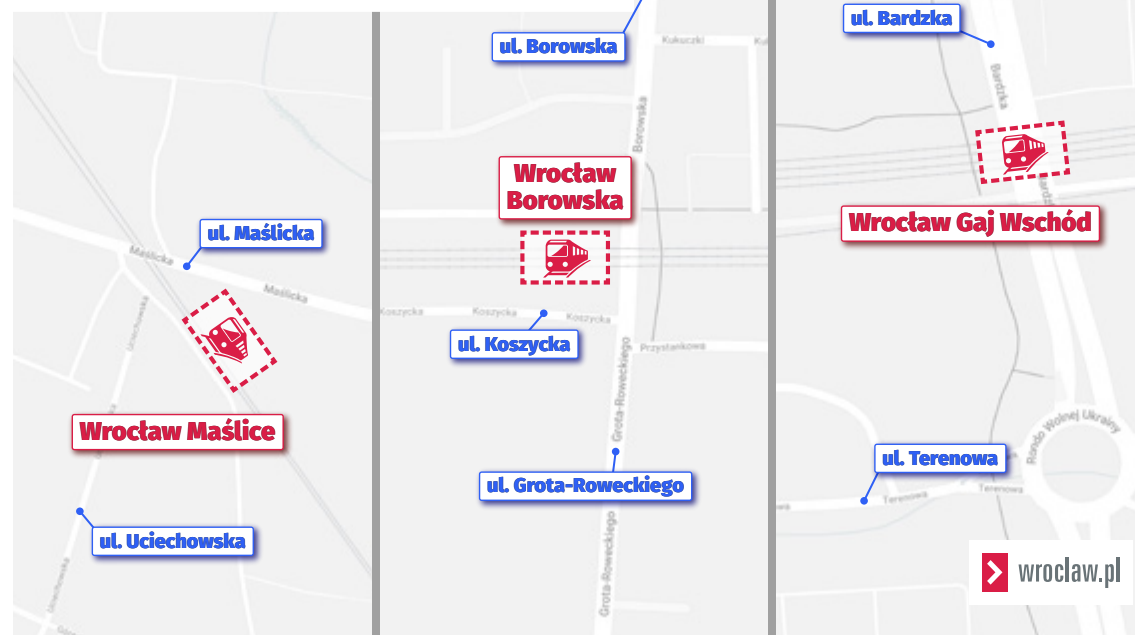 ul. Maślicka
Maślicka
Maślicka
Uciechowska
Wrocław Maślice
ul. Uciechowska
Uciechowska
ul. Borowska
Kukuczki
Borowska
Wrocław
Borowska
Koszycka
Koszycka
Koszycka
ul. Koszycka
Przystankowa
Grota-Roweckiego
ul. Grota-Roweckiego
Grota-Roweckiego
ul. Bardzka
Bardzka
Wrocław Gaj Wschód
Rondo Wolnej Ukrainy
ul. Terenowa
Terenowa
Terenowa
wroclaw.pl